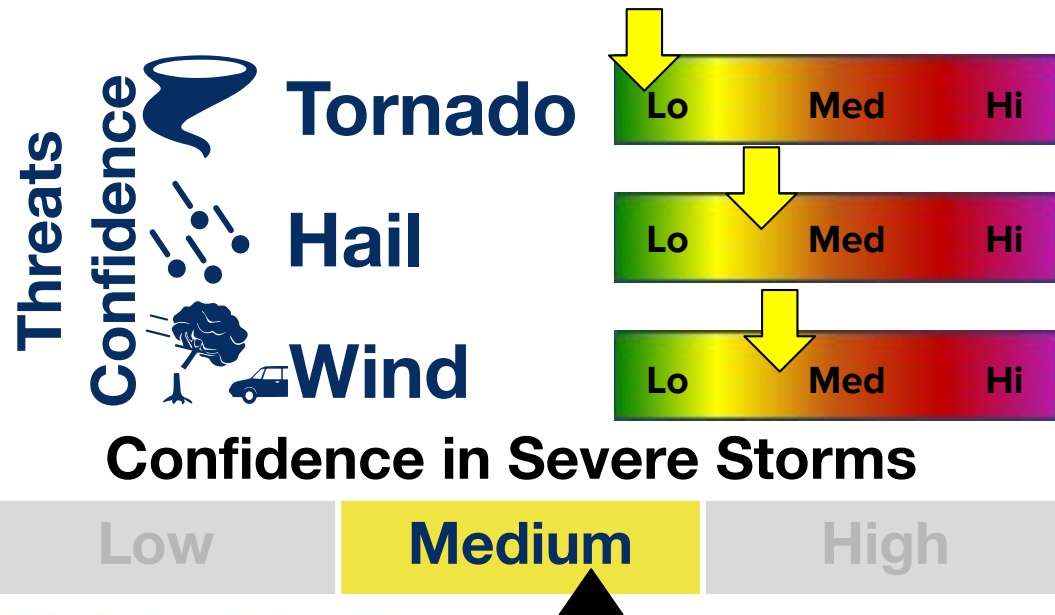 Threats
Confidence
Tornado
Lo Med Hi
Hail
Lo Med Hi
Wind
Lo Med Hi
Confidence in Severe Storms
Low Medium High